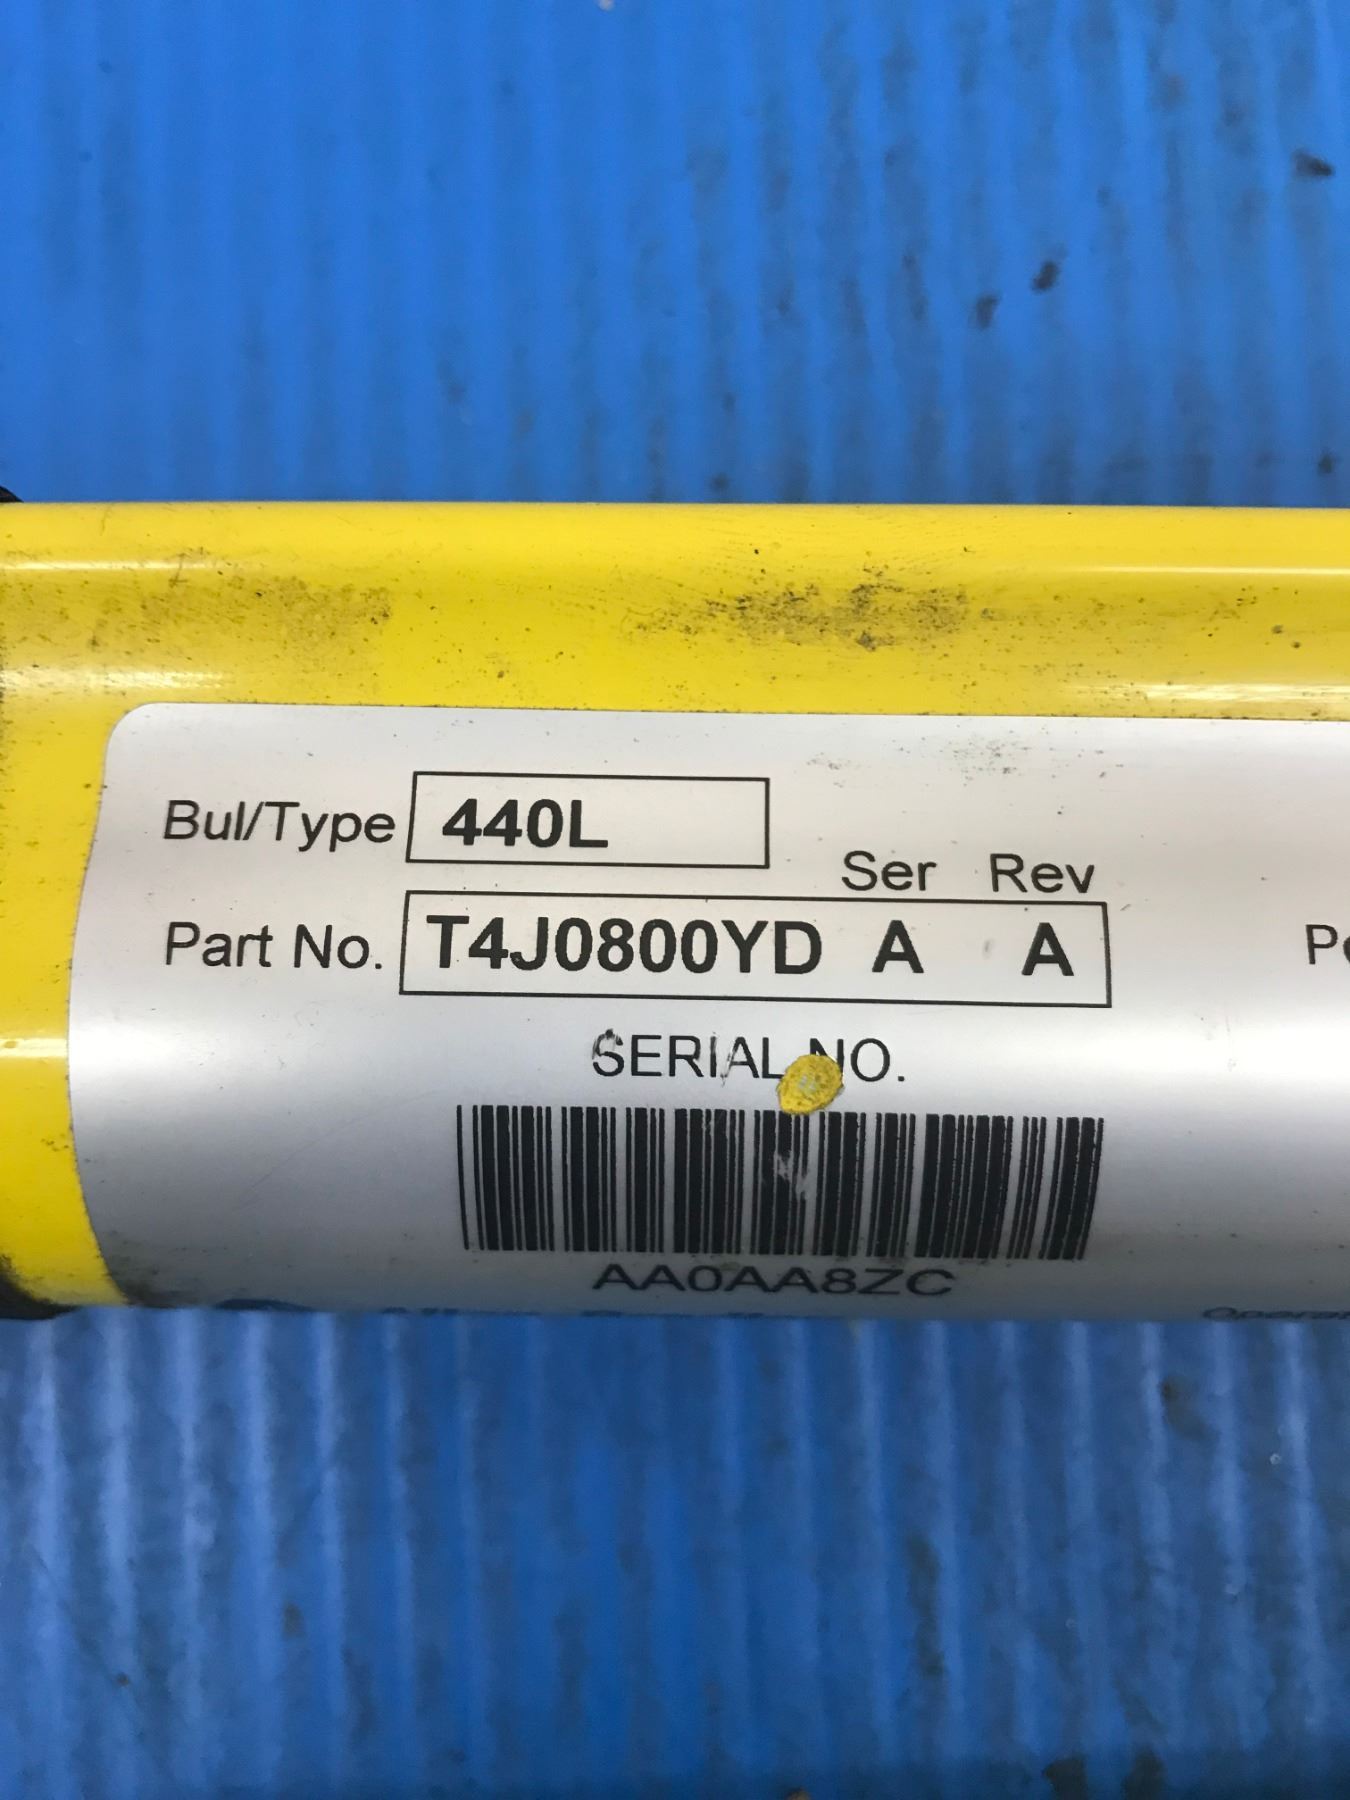 Bul/Type 440L
Ser Rev
Part No. T4J0800YD A A
SERIAL NO.
AA0AA8ZC